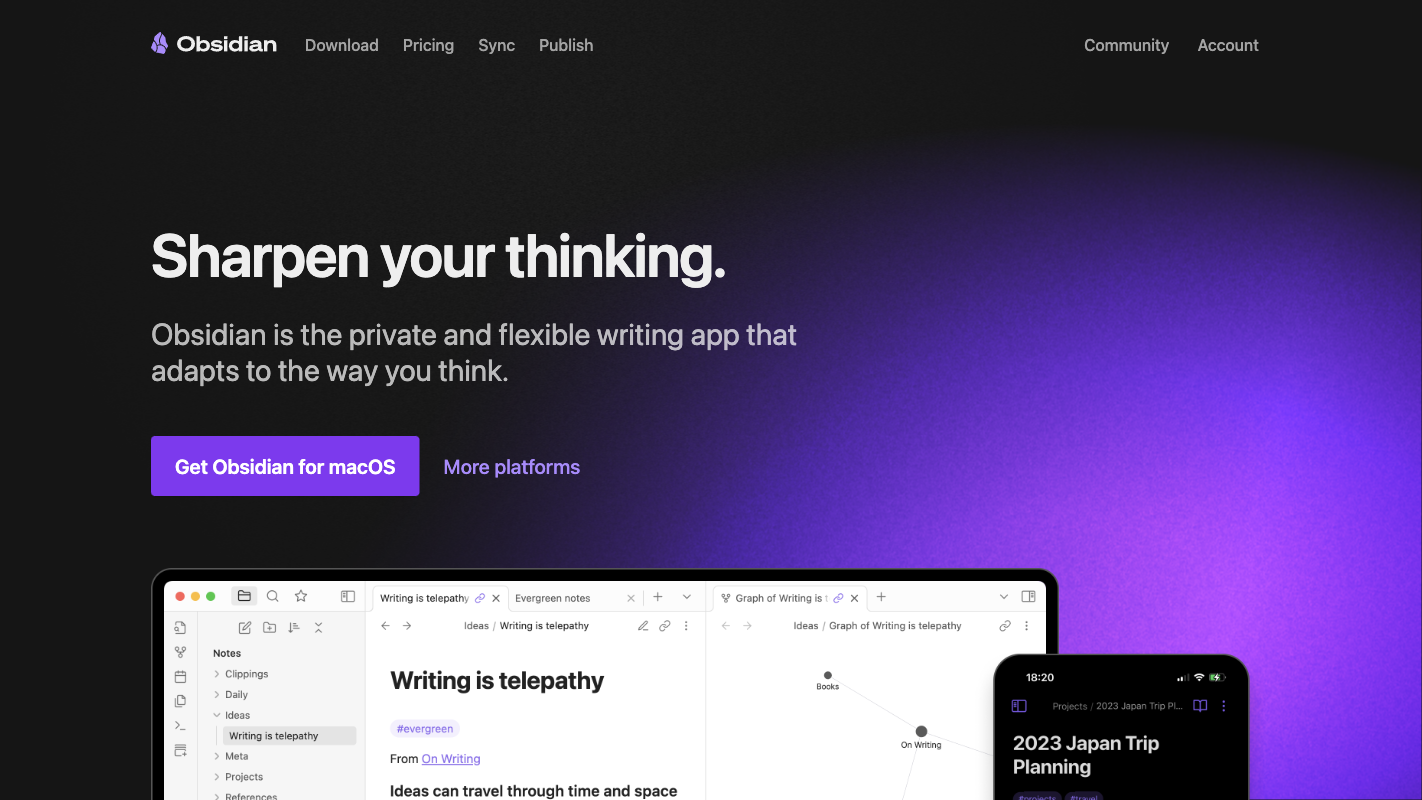 Obsidian
Download
Pricing
Sync
Publish
Community
Account
Sharpen your thinking.
Obsidian is the private and flexible writing app that
adapts to the way you think.
Get Obsidian for macOS
More platforms
Writing is telepathy
Evergreen notes
Graph of Writing is
Ideas / Writing is telepathy
Ideas / Graph of Writing is telepathy
Notes
Clippings
Daily
Ideas
Writing is telepathy
Meta
Projects
References
Writing is telepathy
#evergreen
From On Writing
Ideas can travel through time and space
Books
On Writing
18:20
Projects / 2023 Japan Trip Pl...
2023 Japan Trip
Planning
#projects
#travel